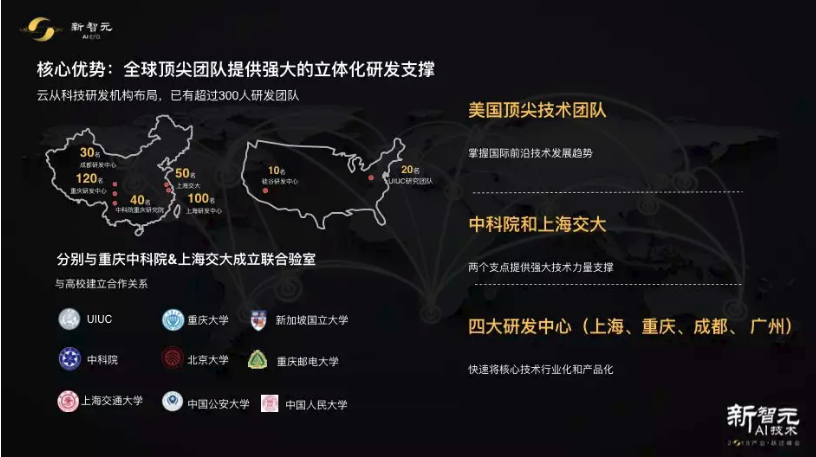 新智元
AI ERA
核心优势：全球顶尖团队提供强大的立体化研发支撑
云从科技研发机构布局，已有超过300人研发团队
30名
成都研发中心
120名
重庆研发中心
40名
中科院重庆研究院
50名
上海交大
100名
上海研发中心
10名
硅谷研发中心
20名
UIUC研究团队
分别与重庆中科院&上海交大成立联合验室
与高校建立合作关系
UIUC
重庆大学
新加坡国立大学
中科院
北京大学
重庆邮电大学
上海交通大学
中国公安大学
中国人民大学
美国顶尖技术团队
掌握国际前沿技术发展趋势
中科院和上海交大
两个支点提供强大技术力量支撑
四大研发中心（上海、重庆、成都、广州）
快速将核心技术行业化和产品化
新智元
AI技术
2018产业·跃迁峰会